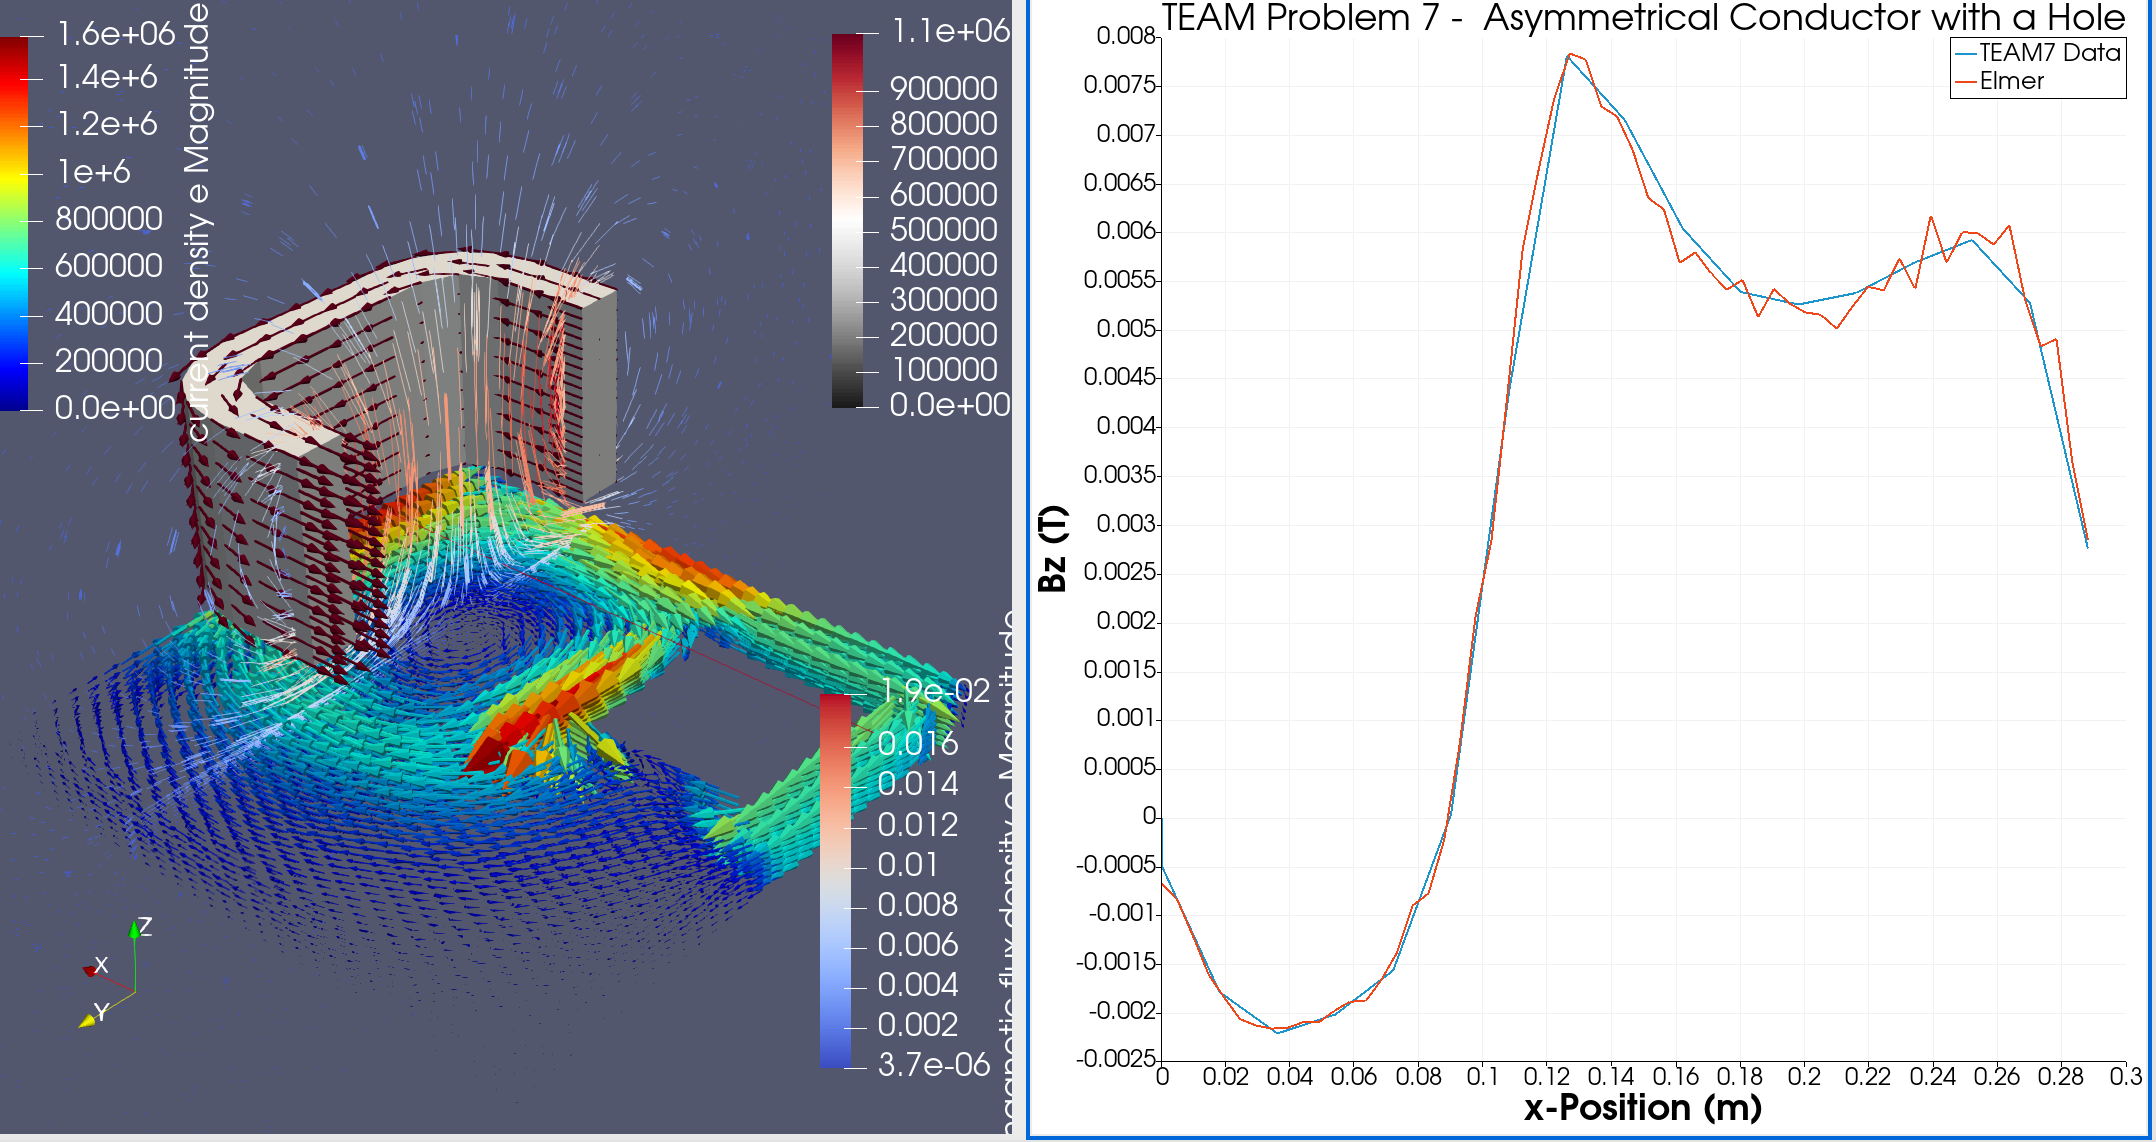 1.6e+06
1.4e+6
1.2e+6
1e+6
800000
600000
400000
200000
0.0e+00
current density e Magnitude
1.1e+06
900000
800000
700000
600000
500000
400000
300000
200000
100000
0.0e+00
1.9e-02
0.016
0.014
0.012
0.01
0.008
0.006
0.004
0.002
3.7e-06
agnetic flux density e Magnitude
Z
X
Y
TEAM Problem 7 -  Asymmetrical Conductor with a Hole
TEAM7 Data
Elmer
0.008
0.0075
0.007
0.0065
0.006
0.0055
0.005
0.0045
0.004
0.0035
0.003
0.0025
0.002
0.0015
0.001
0.0005
0
-0.0005
-0.001
-0.0015
-0.002
-0.0025
Bz (T)
0 0.02 0.04 0.06 0.08 0.1 0.12 0.14 0.16 0.18 0.2 0.22 0.24 0.26 0.28 0.3
x-Position (m)